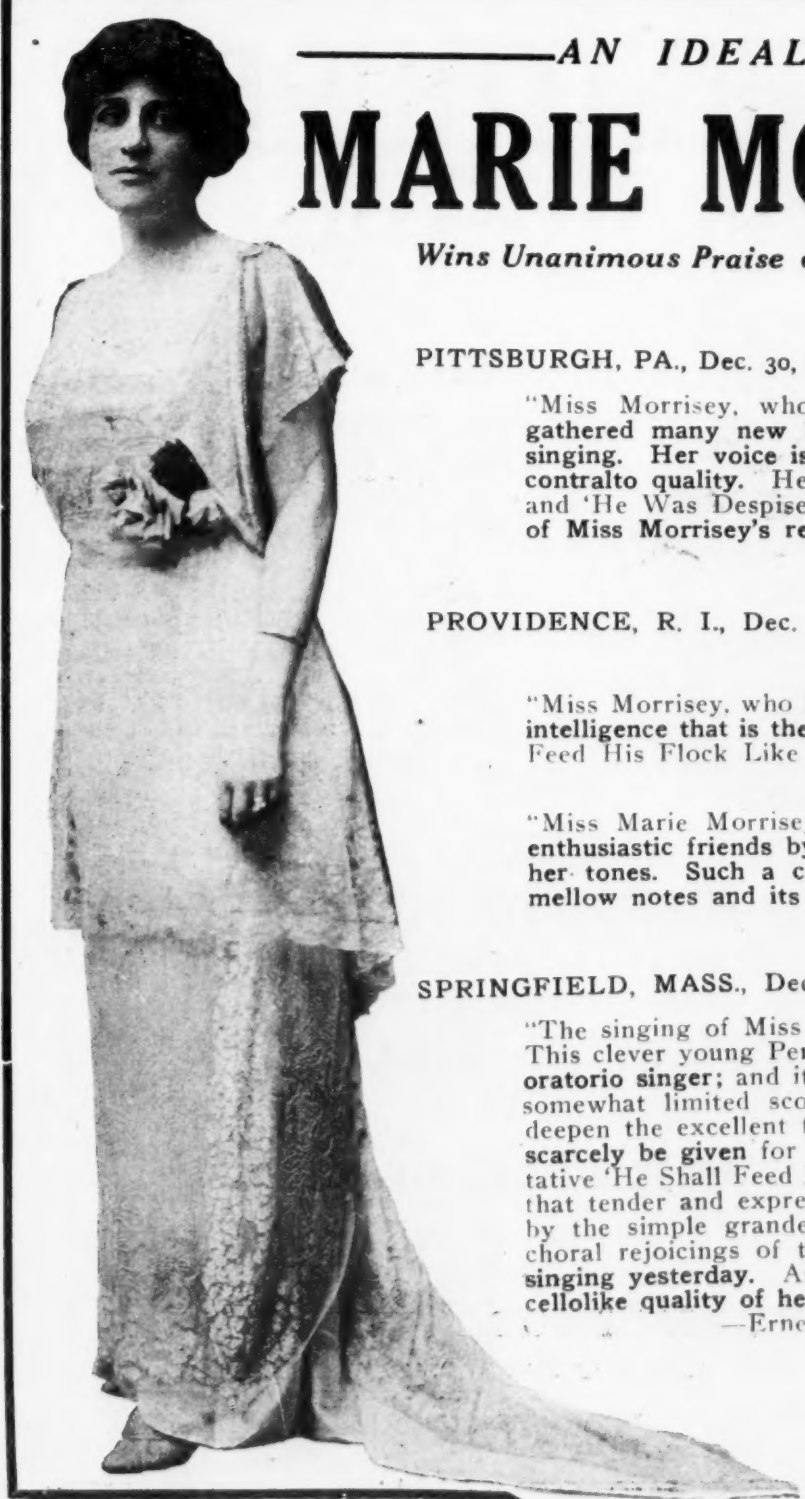 AN IDEAL
MARIE MO
Wins Unanimous Praise
PITTSBURGH, PA., Dec. 30,
"Miss Morrisey, who
gathered many new
singing. Her voice is
contralto quality. He
and 'He Was Despise
of Miss Morrisey's re
PROVIDENCE, R. I., Dec.
"Miss Morrisey, who
intelligence that is the
Feed His Flock Like
"Miss Marie Morrise
enthusiastic friends by
her tones. Such a c
mellow notes and its
SPRINGFIELD, MASS., Dec
"The singing of Miss
This clever young Pe
oratorio singer; and it
somewhat limited sco
deepen the excellent
scarcely be given for
tative 'He Shall Feed
that tender and expre
by the simple grande
choral rejoicings of t
singing yesterday. A
cellolike quality of he
—Erne